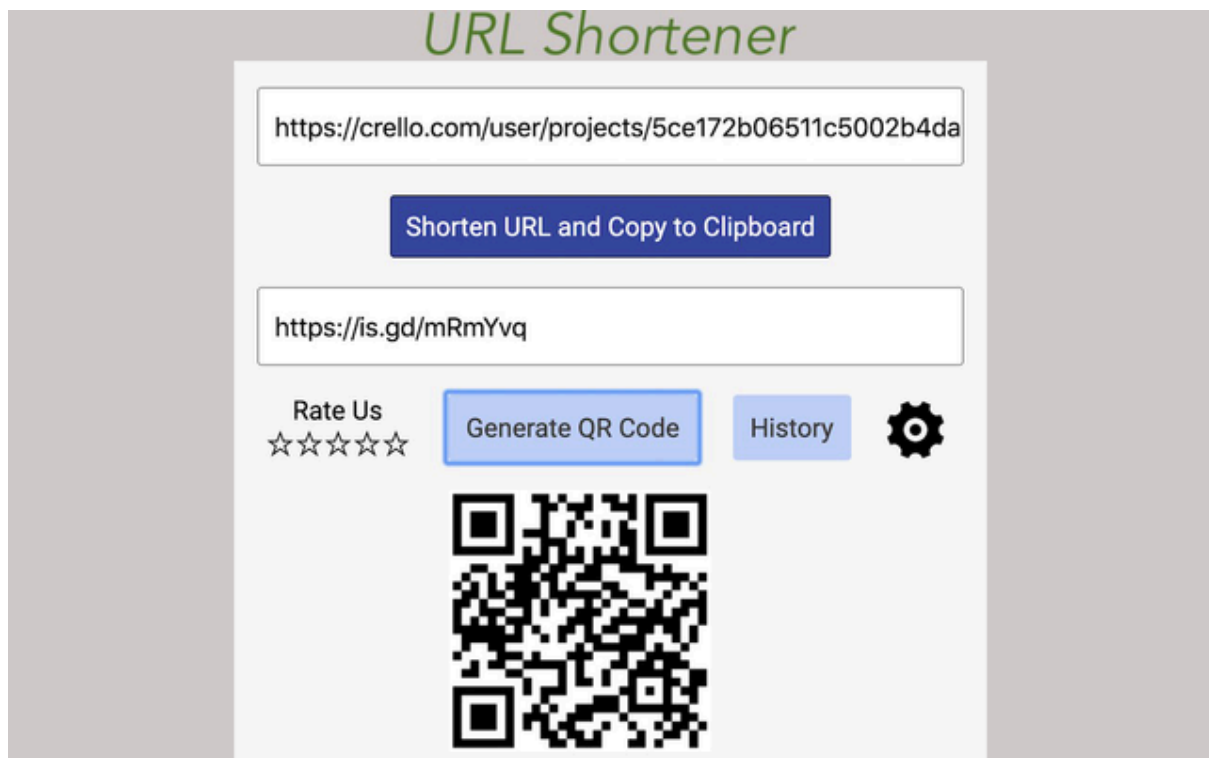 URL Shortener
https://crello.com/user/projects/5ce172b06511c5002b4da
Shorten URL and Copy to Clipboard
https://is.gd/mRmYvq
Rate Us
Generate QR Code
History